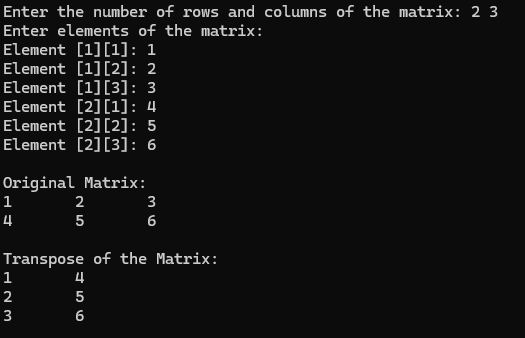 Enter the number of rows and columns of the matrix: 2 3
Enter elements of the matrix:
Element [1][1]: 1
Element [1][2]: 2
Element [1][3]: 3
Element [2][1]: 4
Element [2][2]: 5
Element [2][3]: 6

Original Matrix:
1       2       3
4       5       6

Transpose of the Matrix:
1       4
2       5
3       6